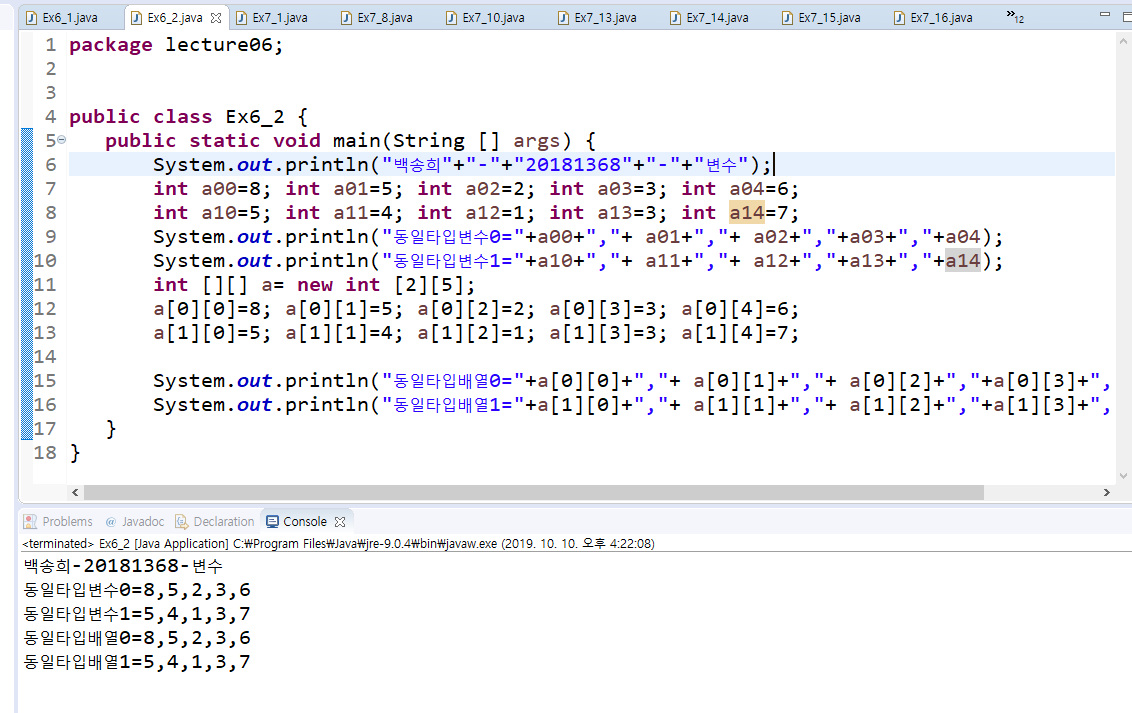 Ex6_1.java Ex6_2.java Ex7_1.java Ex7_8.java Ex7_10.java Ex7_13.java Ex7_14.java Ex7_15.java Ex7_16.java »12
1 package lecture06;
2
3
4 public class Ex6_2 {
5 public static void main(String [] args) {
6 System.out.println("백송희"+"-"+"20181368"+"-"+"변수");
7 int a00=8; int a01=5; int a02=2; int a03=3; int a04=6;
8 int a10=5; int a11=4; int a12=1; int a13=3; int a14=7;
9 System.out.println("동일타입변수0="+a00+","+ a01+","+ a02+","+a03+","+a04);
10 System.out.println("동일타입변수1="+a10+","+ a11+","+ a12+","+a13+","+a14);
11 int [][] a= new int [2][5];
12 a[0][0]=8; a[0][1]=5; a[0][2]=2; a[0][3]=3; a[0][4]=6;
13 a[1][0]=5; a[1][1]=4; a[1][2]=1; a[1][3]=3; a[1][4]=7;
14
15 System.out.println("동일타입배열0="+a[0][0]+","+ a[0][1]+","+ a[0][2]+","+a[0][3]+",
16 System.out.println("동일타입배열1="+a[1][0]+","+ a[1][1]+","+ a[1][2]+","+a[1][3]+",
17 }
18 }
Problems @ Javadoc Declaration Console
<terminated> Ex6_2 [Java Application] C:₩Program Files₩Java₩jre-9.0.4₩bin₩javaw.exe (2019. 10. 10. 오후 4:22:08)
백송희-20181368-변수
동일타입변수0=8,5,2,3,6
동일타입변수1=5,4,1,3,7
동일타입배열0=8,5,2,3,6
동일타입배열1=5,4,1,3,7